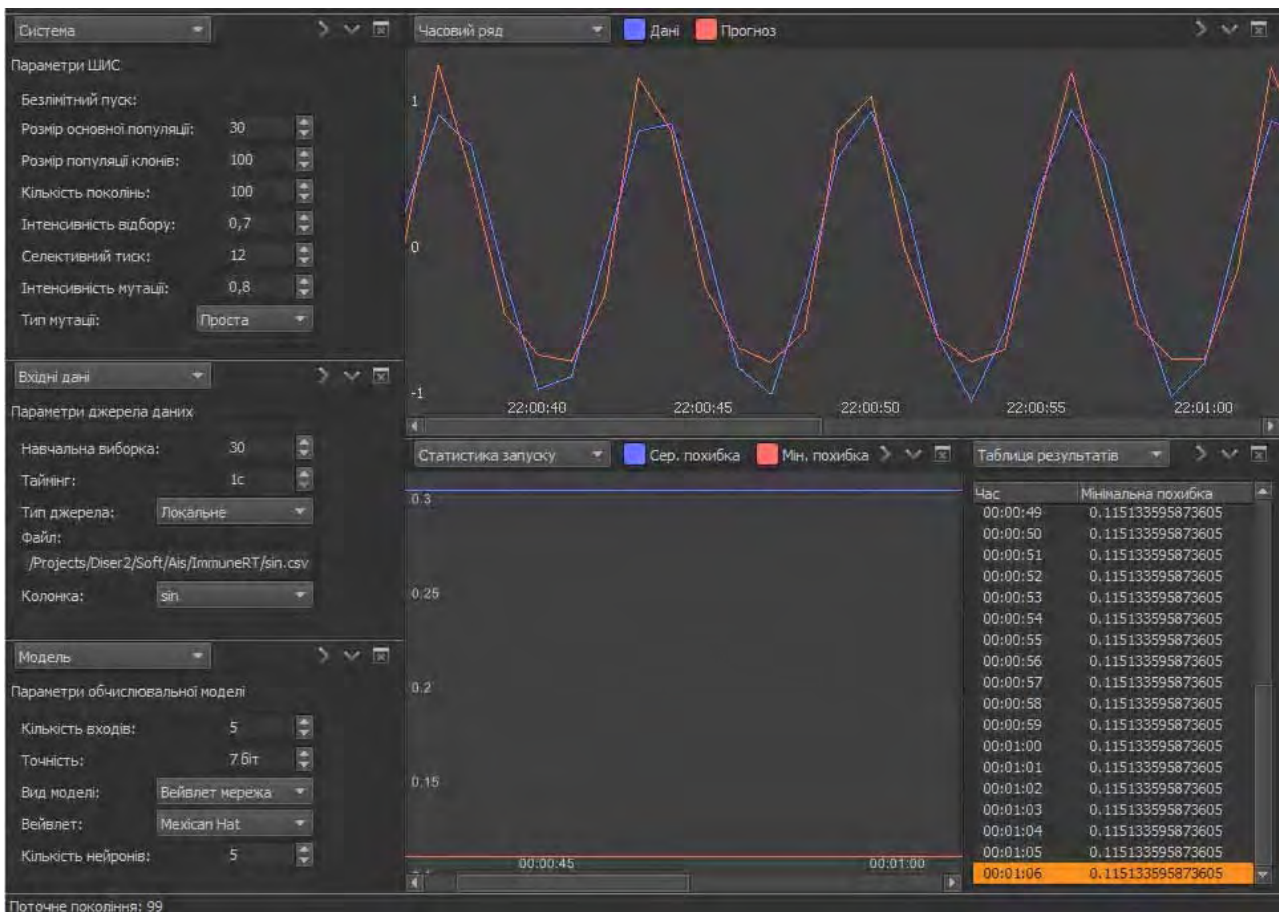 Система
Параметри ШИС
Безлімітний пуск:
Розмір основної популяції: 30
Розмір популяції клонів: 100
Кількість поколінь: 100
Інтенсивність відбору: 0,7
Селективний тиск: 12
Інтенсивність мутації: 0,8
Тип мутації: Проста
Вхідні дані
Параметри джерела даних
Навчальна виборка: 30
Таймінг: 1с
Тип джерела: Локальне
Файл:
/Projects/Diser2/Soft/Ais/ImmuneRT/sin.csv
Колонка: sin
Модель
Параметри обчислювальної моделі
Кількість входів: 5
Точність: 7 біт
Вид моделі: Вейвлет мережа
Вейвлет: Mexican Hat
Кількість нейронів: 5
Поточне покоління: 99
Часовий ряд Дані Прогноз
1
0
-1
22:00:40 22:00:45 22:00:50 22:00:55 22:01:00
Статистика запуску Сер. похибка Мін. похибка
0.3
0.25
0.2
0.15
00:00:45 00:01:00
Таблиця результатів
Час Мінімальна похибка
00:00:49 0.115133595873605
00:00:50 0.115133595873605
00:00:51 0.115133595873605
00:00:52 0.115133595873605
00:00:53 0.115133595873605
00:00:54 0.115133595873605
00:00:55 0.115133595873605
00:00:56 0.115133595873605
00:00:57 0.115133595873605
00:00:58 0.115133595873605
00:00:59 0.115133595873605
00:01:00 0.115133595873605
00:01:01 0.115133595873605
00:01:02 0.115133595873605
00:01:03 0.115133595873605
00:01:04 0.115133595873605
00:01:05 0.115133595873605
00:01:06 0.115133595873605